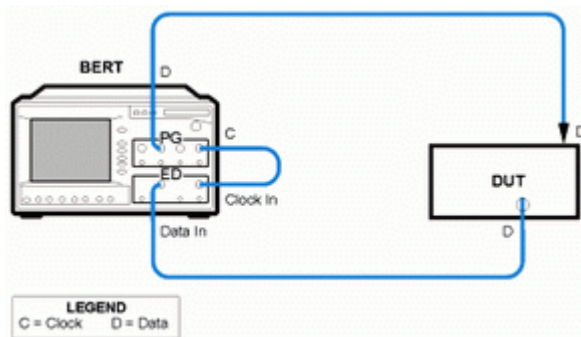 BERT
D
PG
C
ED
Clock In
Data In
D
DUT
D
LEGEND
C = Clock D = Data